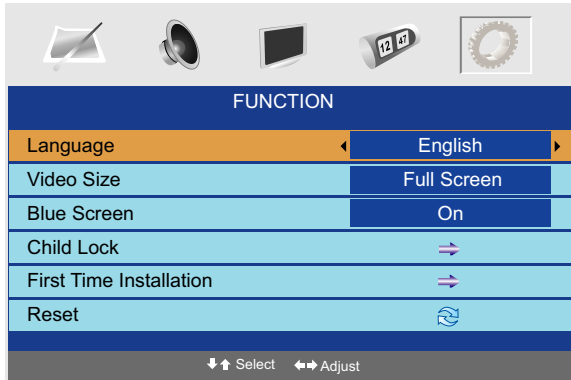 12 47
FUNCTION
Language English
Video Size Full Screen
Blue Screen On
Child Lock
First Time Installation
Reset
Select Adjust